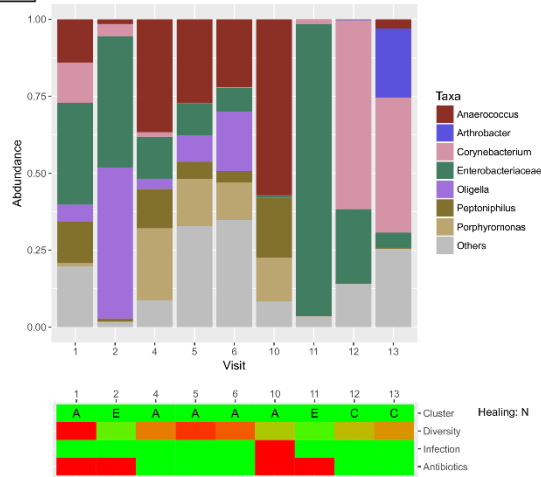 1.00
0.75
0.50
0.25
0.00
Abdundance
1 2 4 5 6 10 11 12 13
Visit
Taxa
Anaerococcus
Arthrobacter
Corynebacterium
Enterobacteriaceae
Oligella
Peptoniphilus
Porphyromonas
Others
1 2 4 5 6 10 11 12 13
A E A A A A E C C Cluster
Healing: N
Diversity
Infection
Antibiotics